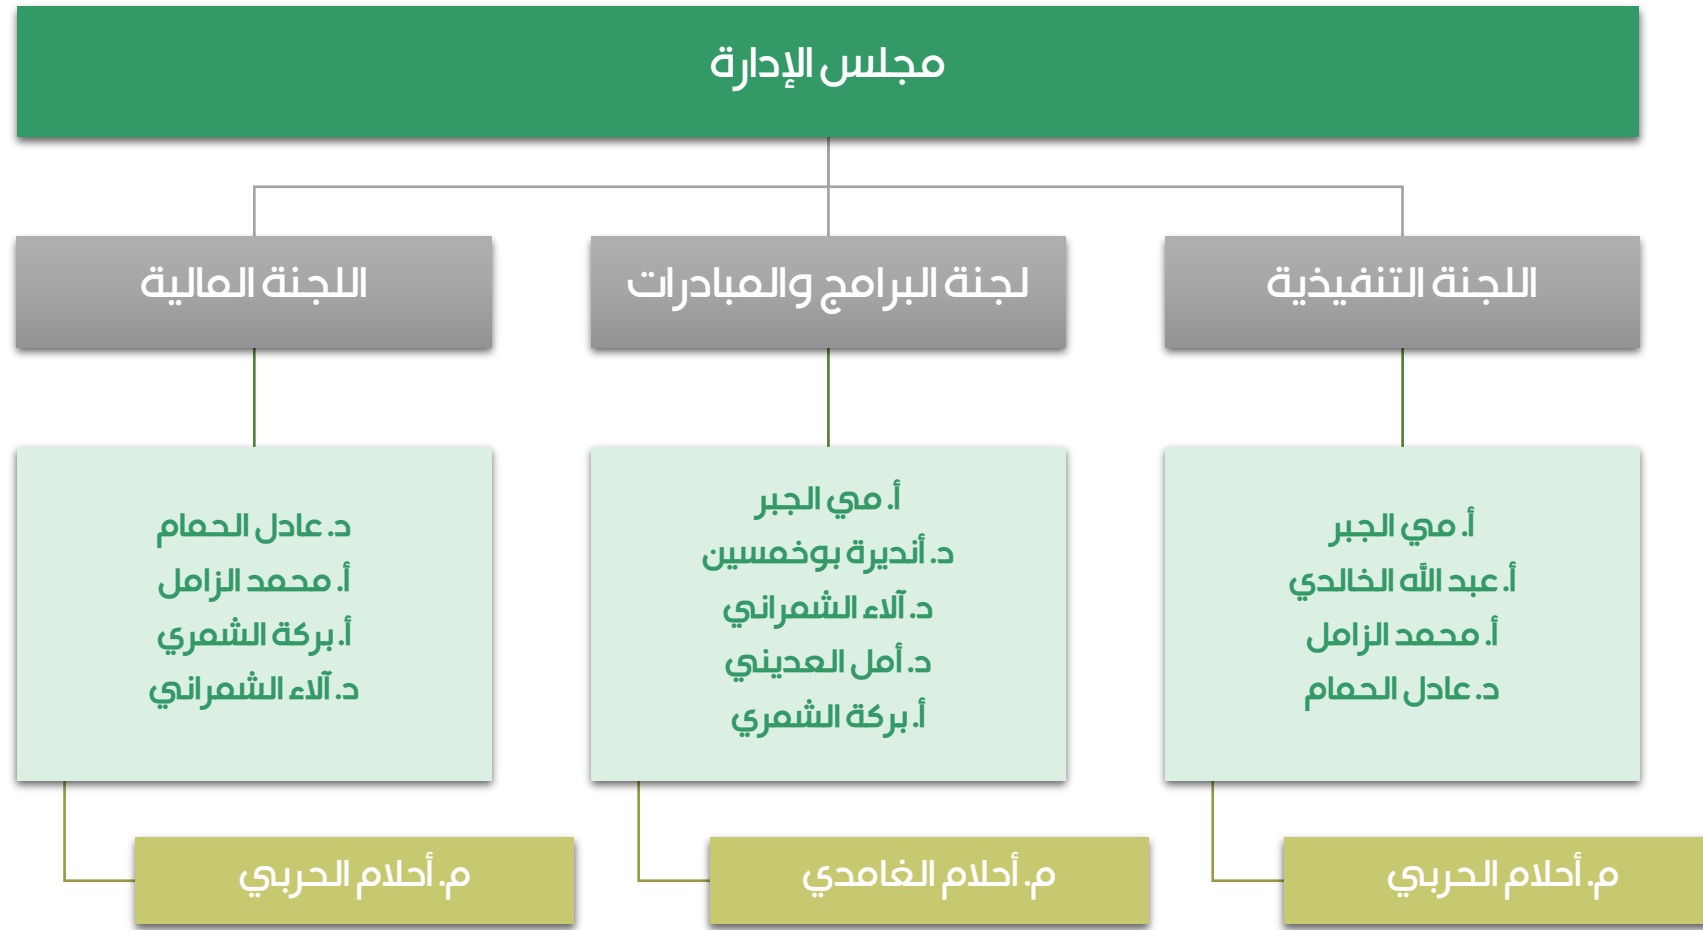 مجلس الإدارة
اللجنة التنفيذية
أ. مي الجبر
أ. عبد الله الخالدي
أ. محمد الزامل
د. عادل الحمام
م. أحلام الحربي
لجنة البرامج والمبادرات
أ. مي الجبر
د. أنديرة بوخمسين
د. آلاء الشمراني
د. أمل العديني
أ. بركة الشمري
م. أحلام الغامدي
اللجنة المالية
د. عادل الحمام
أ. محمد الزامل
أ. بركة الشمري
د. آلاء الشمراني
م. أحلام الحربي